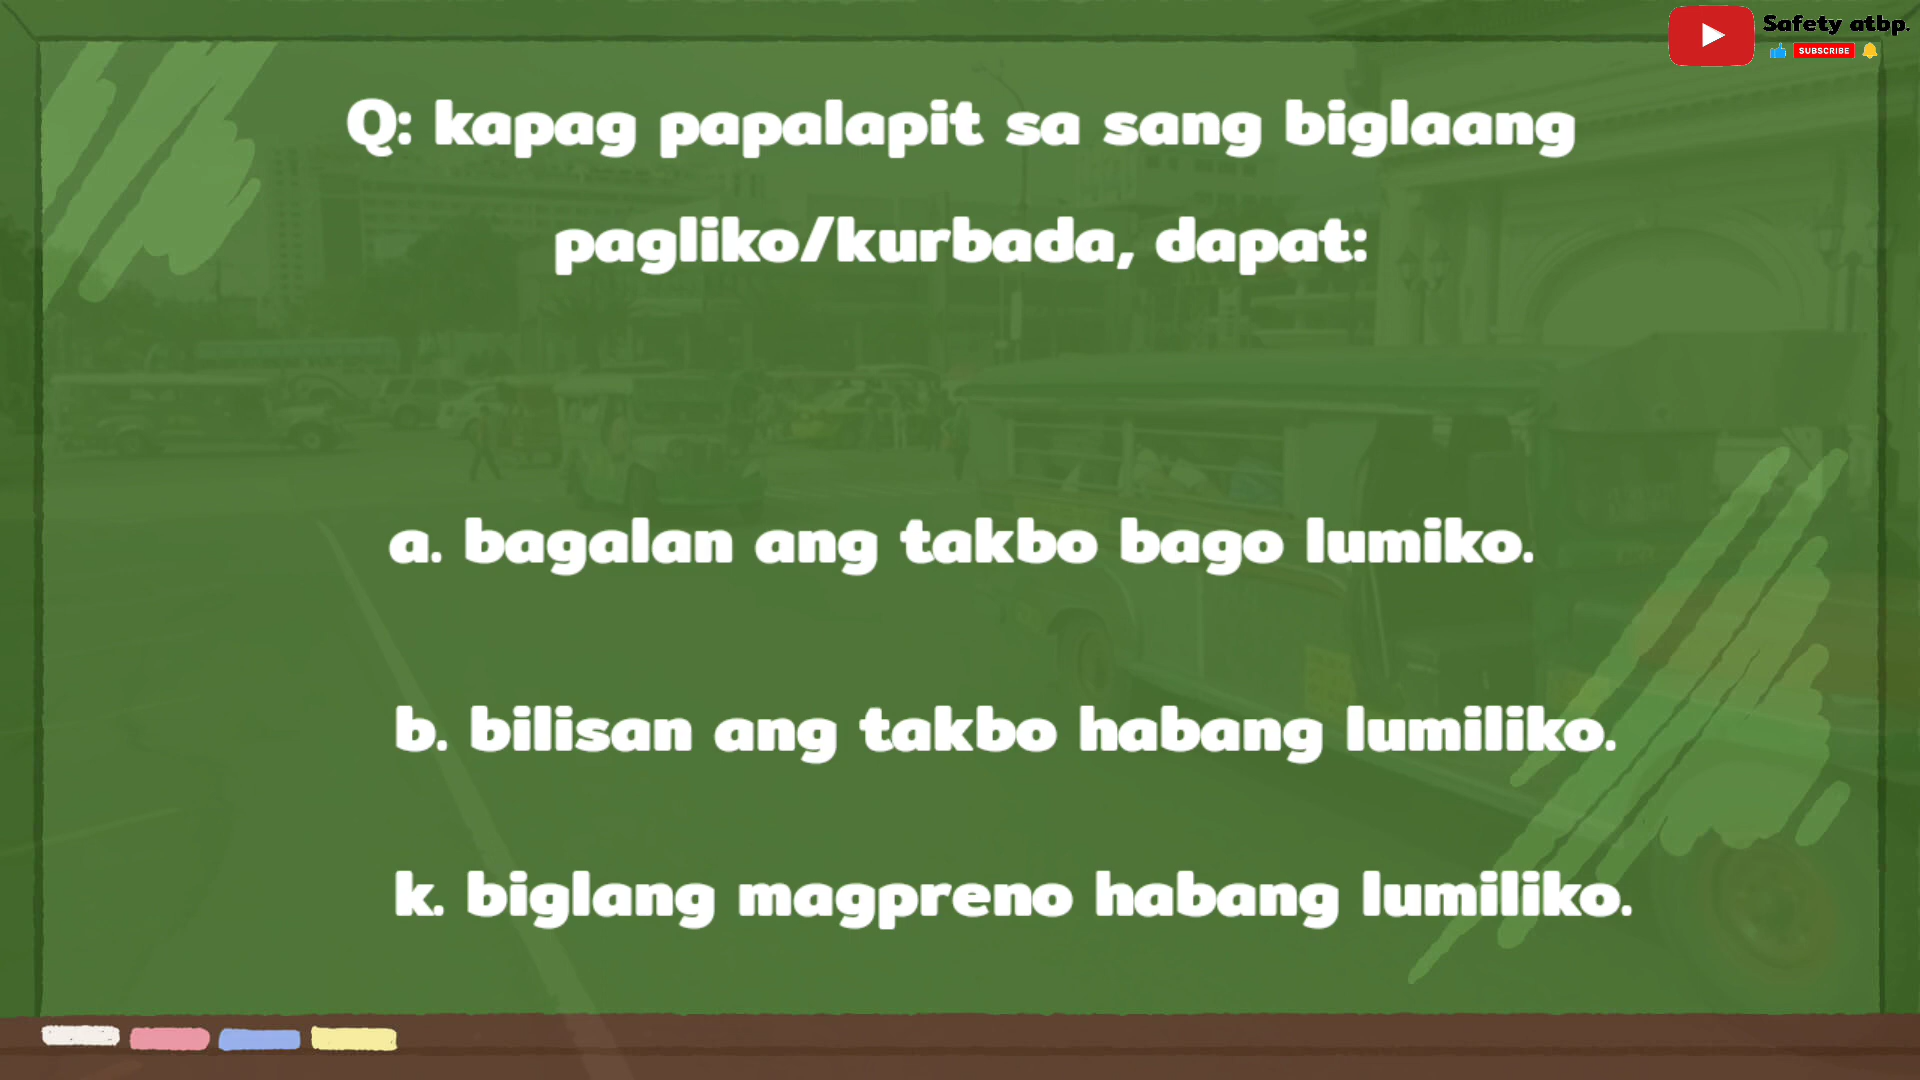 Safety atbp.
SUBSCRIBE
Q: kapag papalapit sa sang biglaang
pagliko/kurbada, dapat:
a. bagalan ang takbo bago lumiko.
b. bilisan ang takbo habang lumiliko.
k. biglang magpreno habang lumiliko.